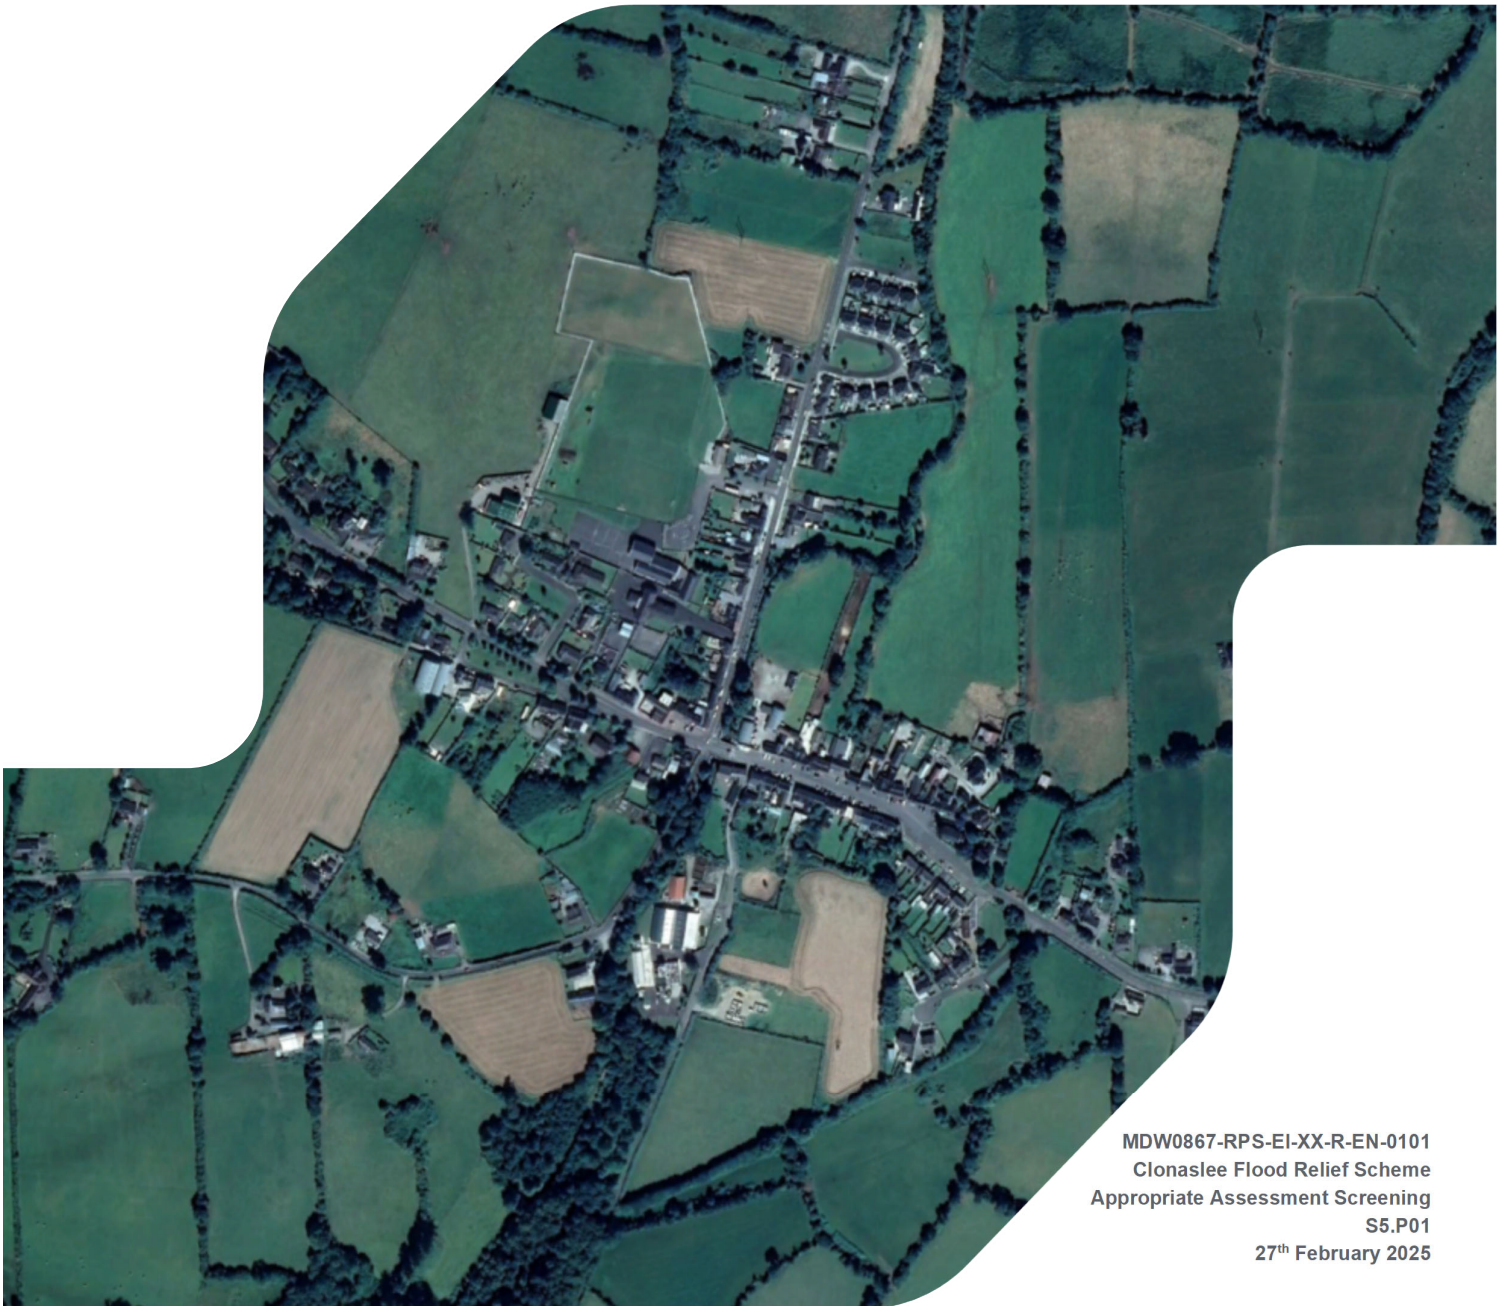 MDW0867-RPS-EI-XX-R-EN-0101
Clonaslee Flood Relief Scheme
Appropriate Assessment Screening
S5.P01
27th February 2025